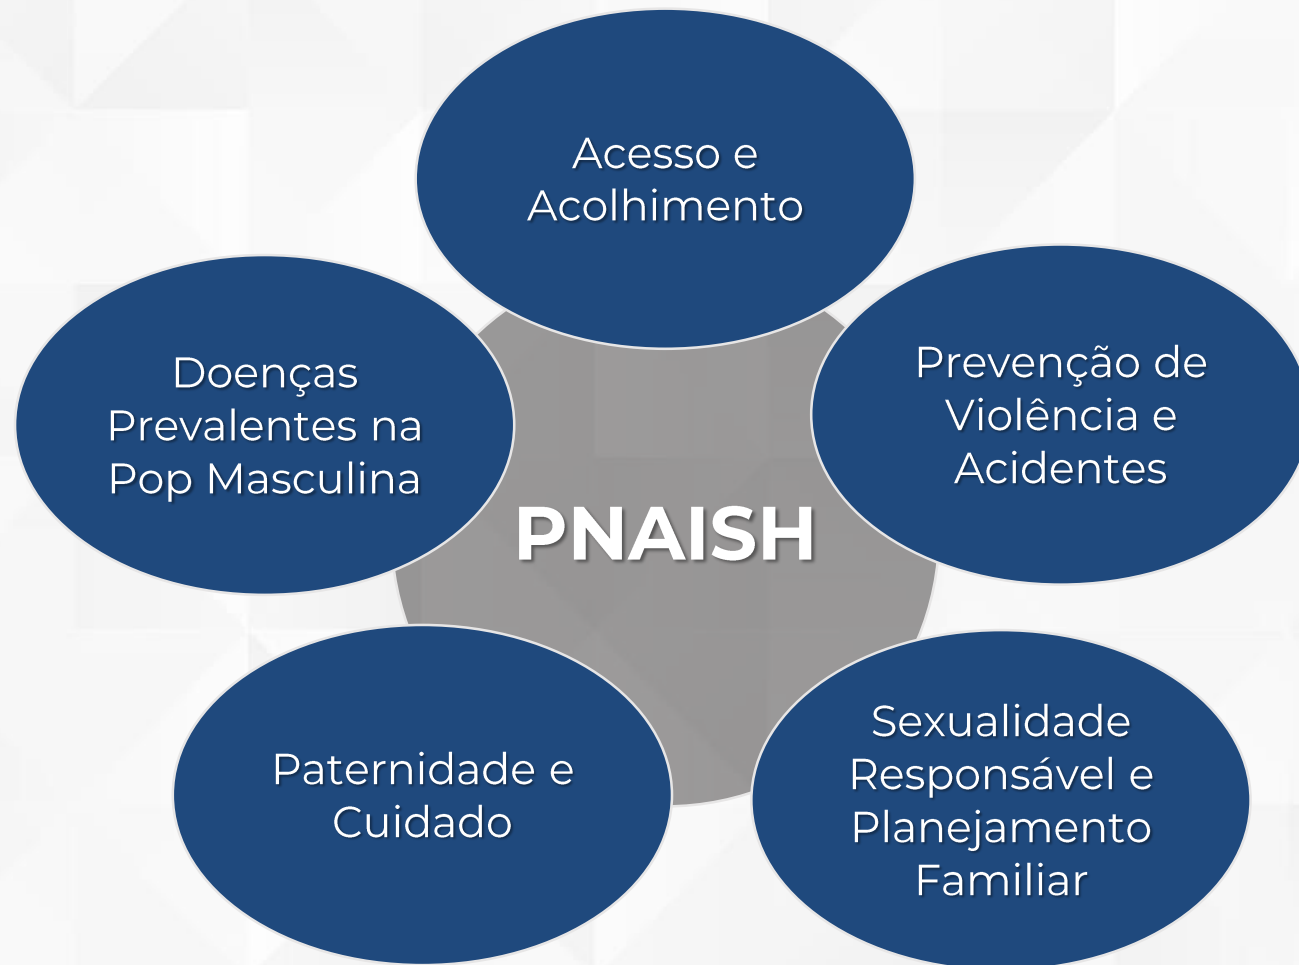 Acesso e
Acolhimento
Prevenção de
Violência e
Acidentes
Doenças
Prevalentes na
Pop Masculina
PNAISH
Sexualidade
Responsável e
Planejamento
Familiar
Paternidade e
Cuidado